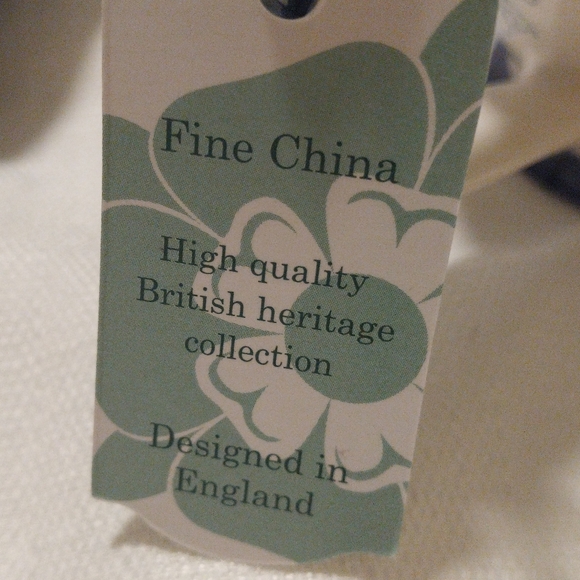 Fine China
High quality
British heritage
collection
Designed in
England